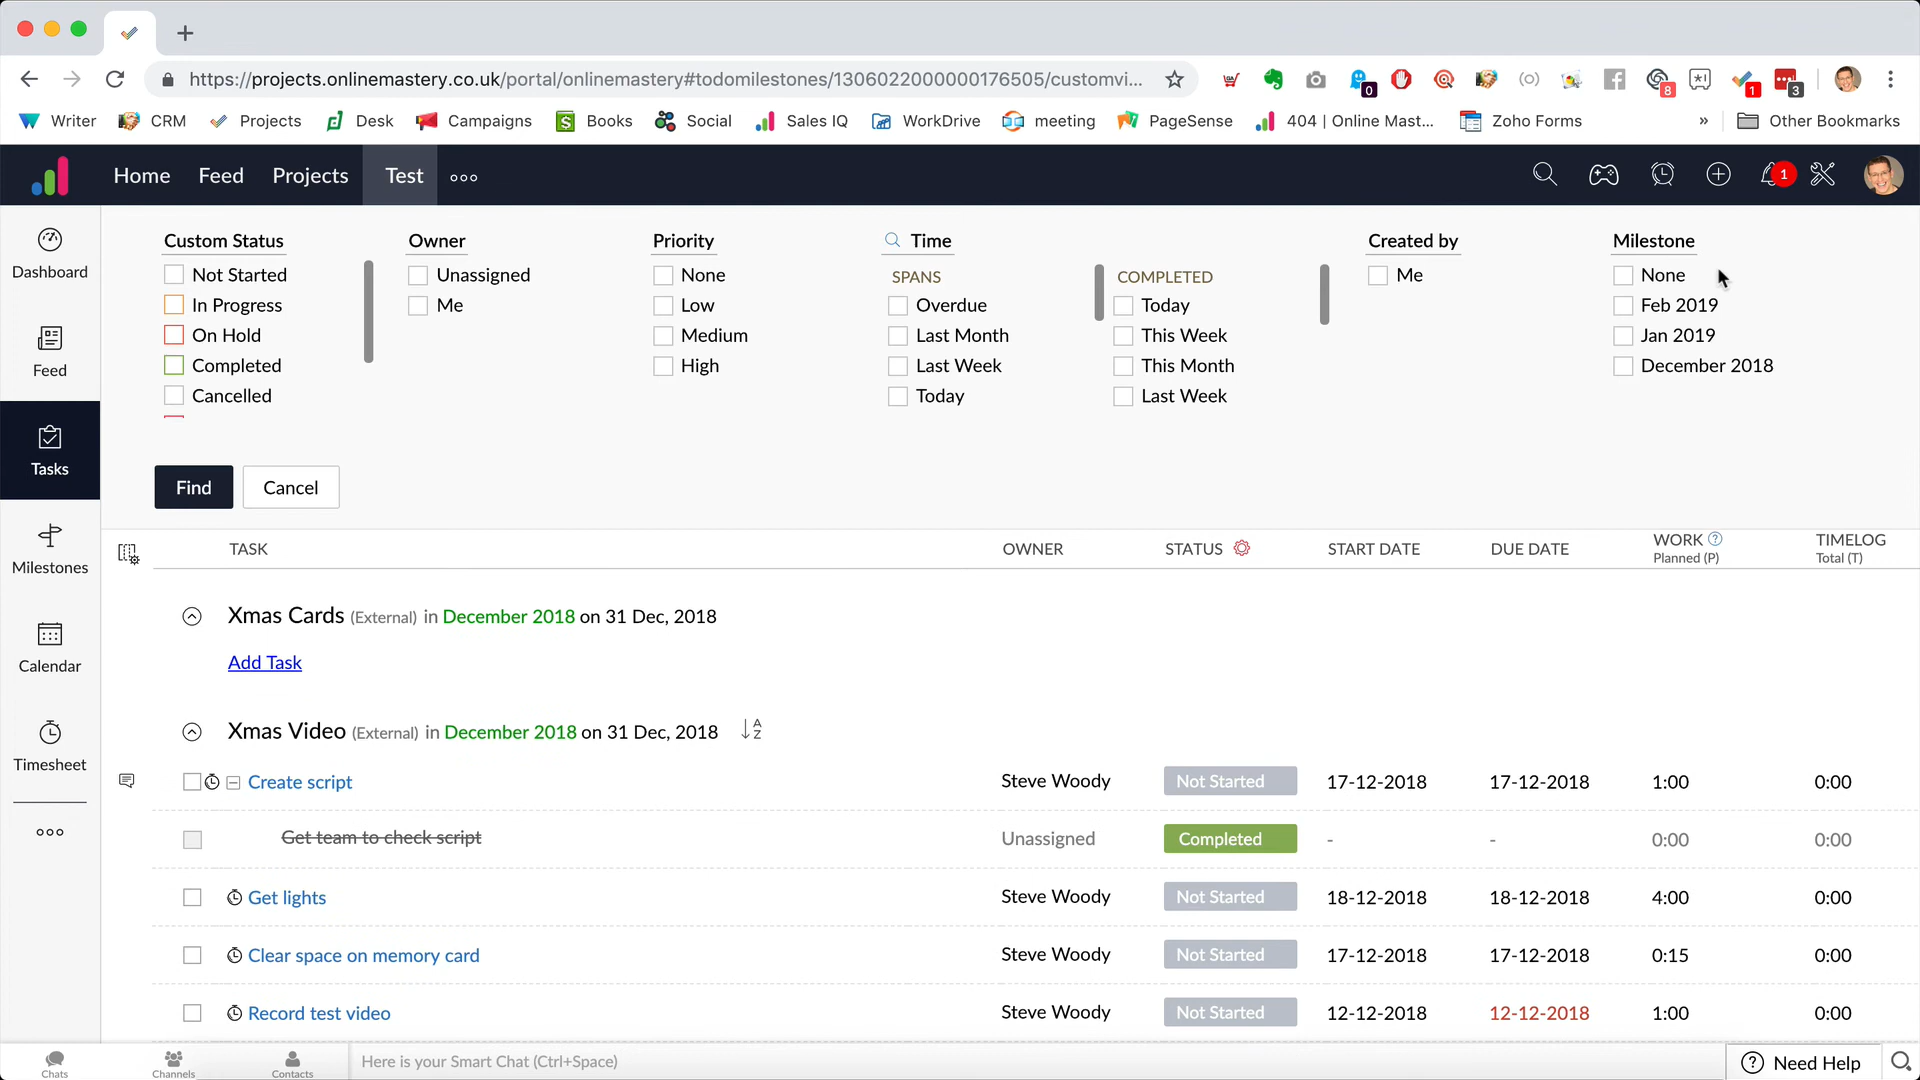 https://projects.onlinemastery.co.uk/portal/onlinemastery#todomilestones/1306022000000176505/customvi...
0
8
1
3
Writer CRM Projects Desk Campaigns Books Social Sales IQ WorkDrive meeting PageSense 404 | Online Mast... Zoho Forms » Other Bookmarks
Home Feed Projects Test
1
Dashboard
Feed
Tasks
Milestones
Calendar
Timesheet
Custom Status
Not Started
In Progress
On Hold
Completed
Cancelled
Owner
Unassigned
Me
Priority
None
Low
Medium
High
Time
SPANS
Overdue
Last Month
Last Week
Today
COMPLETED
Today
This Week
This Month
Last Week
Created by
Me
Milestone
None
Feb 2019
Jan 2019
December 2018
Find Cancel
TASK OWNER STATUS START DATE DUE DATE WORK ? TIMELOG
Planned (P) Total (T)
Xmas Cards (External) in December 2018 on 31 Dec, 2018
Add Task
Xmas Video (External) in December 2018 on 31 Dec, 2018 A Z
Create script Steve Woody Not Started 17-12-2018 17-12-2018 1:00 0:00
Get team to check script Unassigned Completed - - 0:00 0:00
Get lights Steve Woody Not Started 18-12-2018 18-12-2018 4:00 0:00
Clear space on memory card Steve Woody Not Started 17-12-2018 17-12-2018 0:15 0:00
Record test video Steve Woody Not Started 12-12-2018 12-12-2018 1:00 0:00
Chats Channels Contacts Here is your Smart Chat (Ctrl+Space) ? Need Help